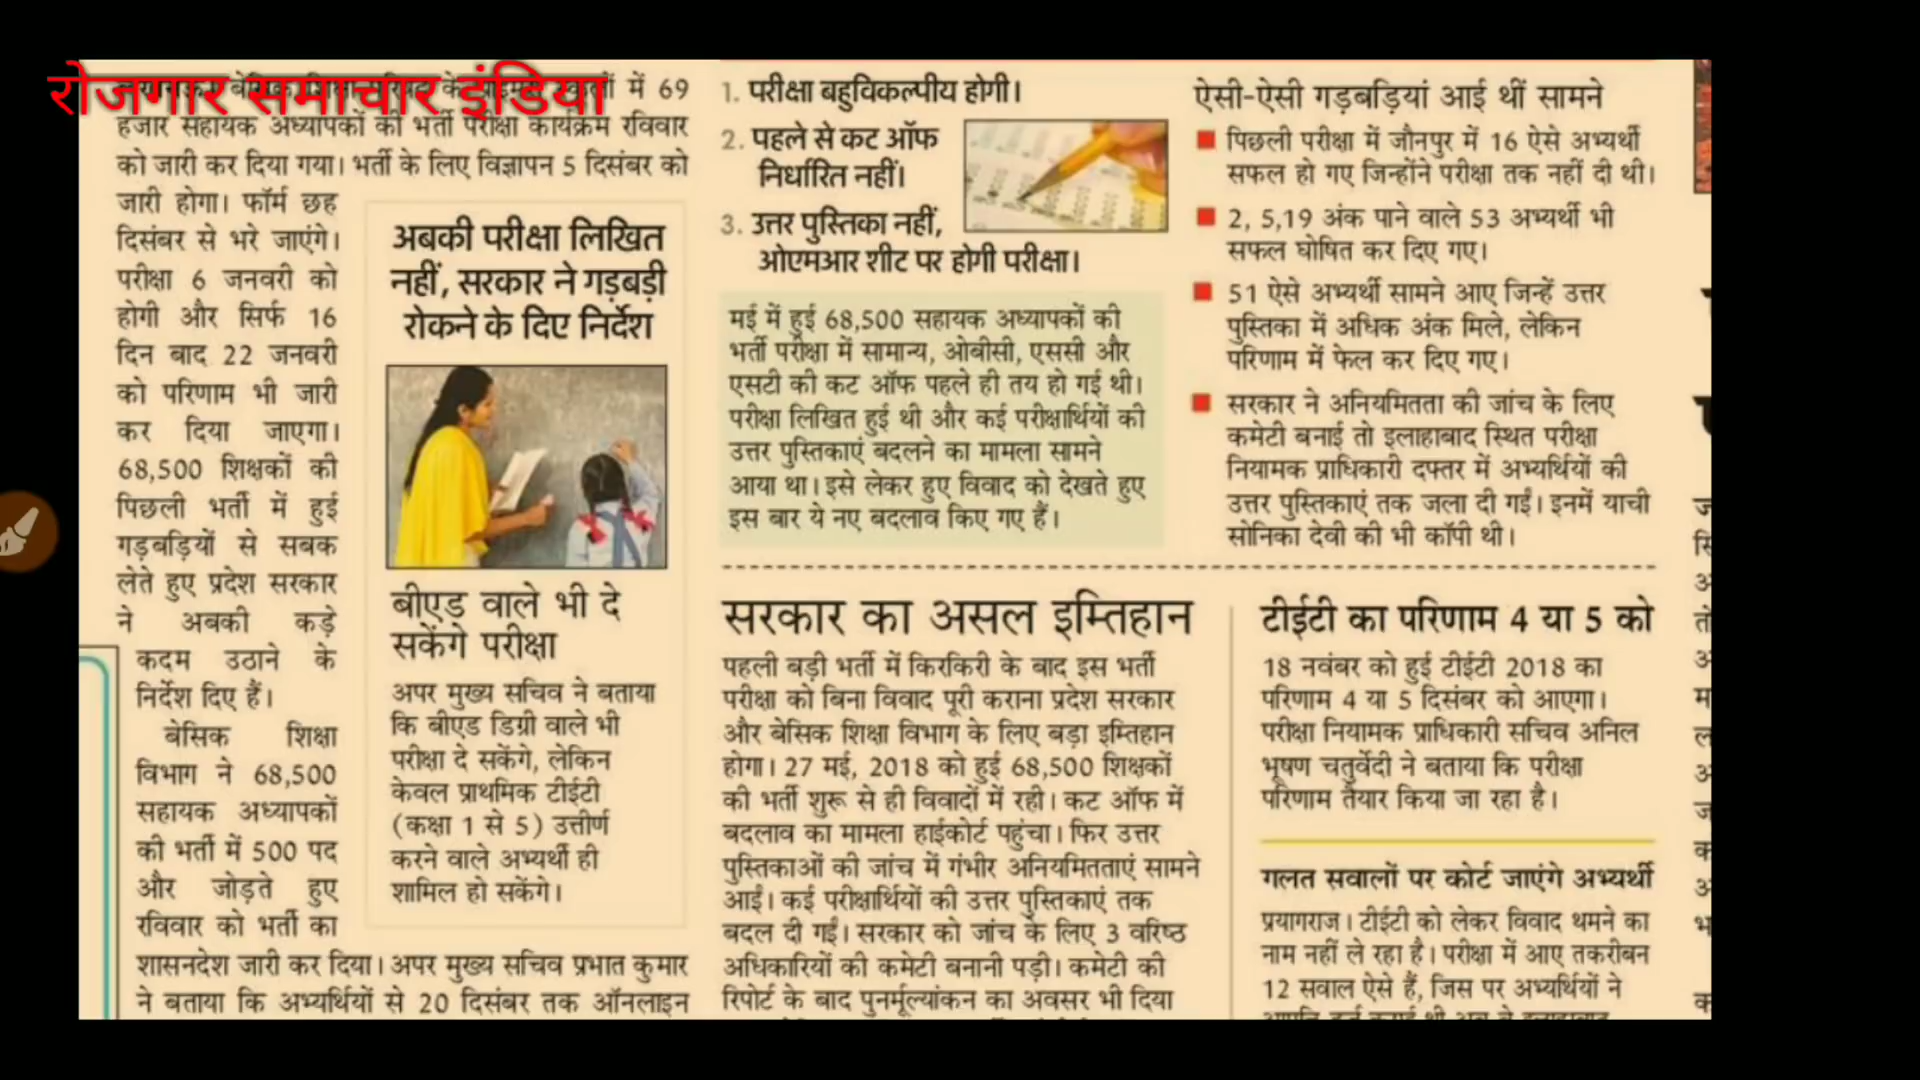 रोजगार समाचार इंडिया
में 69
हजार सहायक अध्यापकों की भर्ती परीक्षा कार्यक्रम रविवार
को जारी कर दिया गया। भर्ती के लिए विज्ञापन 5 दिसंबर को
जारी होगा। फॉर्म छह
दिसंबर से भरे जाएंगे।
परीक्षा 6 जनवरी को
होगी और सिर्फ 16
दिन बाद 22 जनवरी
को परिणाम भी जारी
कर दिया जाएगा।
68,500 शिक्षकों की
पिछली भर्ती में हुई
गड़बड़ियों से सबक
लेते हुए प्रदेश सरकार
ने अबकी कड़े
कदम उठाने के
निर्देश दिए हैं।
बेसिक शिक्षा
विभाग ने 68,500
सहायक अध्यापकों
की भर्ती में 500 पद
और जोड़ते हुए
रविवार को भर्ती का
शासनदेश जारी कर दिया। अपर मुख्य सचिव प्रभात कुमार
ने बताया कि अभ्यर्थियों से 20 दिसंबर तक ऑनलाइन
अबकी परीक्षा लिखित
नहीं, सरकार ने गड़बड़ी
रोकने के दिए निर्देश
बीएड वाले भी दे
सकेंगे परीक्षा
अपर मुख्य सचिव ने बताया
कि बीएड डिग्री वाले भी
परीक्षा दे सकेंगे, लेकिन
केवल प्राथमिक टीईटी
(कक्षा 1 से 5) उत्तीर्ण
करने वाले अभ्यर्थी ही
शामिल हो सकेंगे।
1. परीक्षा बहुविकल्पीय होगी।
2. पहले से कट ऑफ
निर्धारित नहीं।
3. उत्तर पुस्तिका नहीं,
ओएमआर शीट पर होगी परीक्षा।
मई में हुई 68,500 सहायक अध्यापकों की
भर्ती परीक्षा में सामान्य, ओबीसी, एससी और
एसटी की कट ऑफ पहले ही तय हो गई थी।
परीक्षा लिखित हुई थी और कई परीक्षार्थियों की
उत्तर पुस्तिकाएं बदलने का मामला सामने
आया था। इसे लेकर हुए विवाद को देखते हुए
इस बार ये नए बदलाव किए गए हैं।
ऐसी-ऐसी गड़बड़ियां आई थीं सामने
पिछली परीक्षा में जौनपुर में 16 ऐसे अभ्यर्थी
सफल हो गए जिन्होंने परीक्षा तक नहीं दी थी।
2, 5,19 अंक पाने वाले 53 अभ्यर्थी भी
सफल घोषित कर दिए गए।
51 ऐसे अभ्यर्थी सामने आए जिन्हें उत्तर
पुस्तिका में अधिक अंक मिले, लेकिन
परिणाम में फेल कर दिए गए।
सरकार ने अनियमितता की जांच के लिए
कमेटी बनाई तो इलाहाबाद स्थित परीक्षा
नियामक प्राधिकारी दफ्तर में अभ्यर्थियों की
उत्तर पुस्तिकाएं तक जला दी गईं। इनमें याची
सोनिका देवी की भी कॉपी थी।
सरकार का असल इम्तिहान
पहली बड़ी भर्ती में किरकिरी के बाद इस भर्ती
परीक्षा को बिना विवाद पूरी कराना प्रदेश सरकार
और बेसिक शिक्षा विभाग के लिए बड़ा इम्तिहान
होगा। 27 मई, 2018 को हुई 68,500 शिक्षकों
की भर्ती शुरू से ही विवादों में रही। कट ऑफ में
बदलाव का मामला हाईकोर्ट पहुंचा। फिर उत्तर
पुस्तिकाओं की जांच में गंभीर अनियमितताएं सामने
आईं। कई परीक्षार्थियों की उत्तर पुस्तिकाएं तक
बदल दी गईं। सरकार को जांच के लिए 3 वरिष्ठ
अधिकारियों की कमेटी बनानी पड़ी। कमेटी की
रिपोर्ट के बाद पुनर्मूल्यांकन का अवसर भी दिया
टीईटी का परिणाम 4 या 5 को
18 नवंबर को हुई टीईटी 2018 का
परिणाम 4 या 5 दिसंबर को आएगा।
परीक्षा नियामक प्राधिकारी सचिव अनिल
भूषण चतुर्वेदी ने बताया कि परीक्षा
परिणाम तैयार किया जा रहा है।
गलत सवालों पर कोर्ट जाएंगे अभ्यर्थी
प्रयागराज। टीईटी को लेकर विवाद थमने का
नाम नहीं ले रहा है। परीक्षा में आए तकरीबन
12 सवाल ऐसे हैं, जिस पर अभ्यर्थियों ने